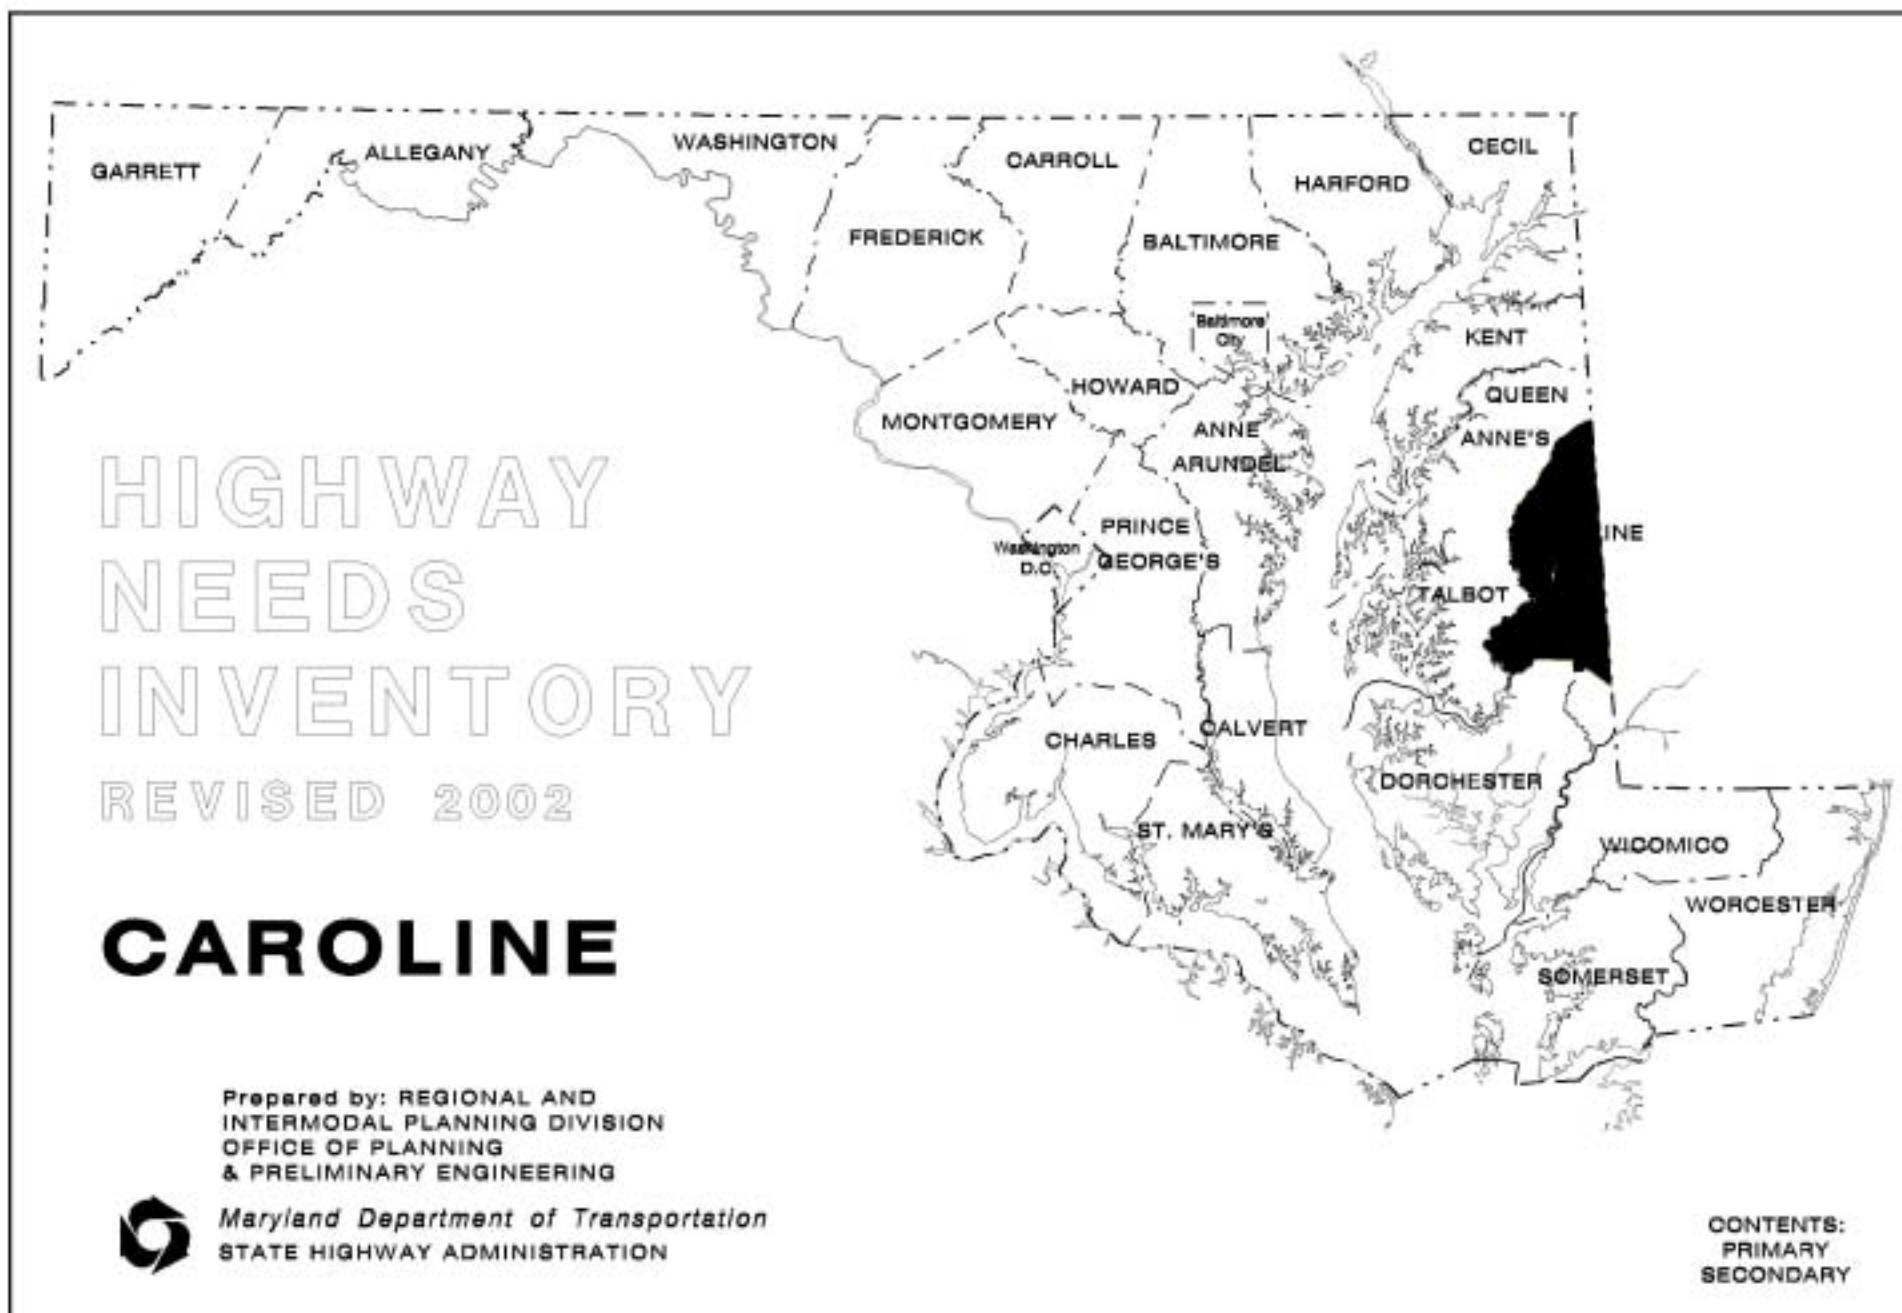 GARRETT
ALLEGANY
WASHINGTON
FREDERICK
CARROLL
BALTIMORE
HARFORD
CECIL
Baltimore
City
KENT
QUEEN
ANNE'S
HOWARD
MONTGOMERY
ANNE
ARUNDEL
PRINCE
GEORGE'S
Washington
D.C.
INE
TALBOT
CHARLES
CALVERT
ST. MARY'S
DORCHESTER
WICOMICO
WORCESTER
SOMERSET
HIGHWAY
NEEDS
INVENTORY
REVISED 2002
CAROLINE
Prepared by: REGIONAL AND
INTERMODAL PLANNING DIVISION
OFFICE OF PLANNING
& PRELIMINARY ENGINEERING
Maryland Department of Transportation
STATE HIGHWAY ADMINISTRATION
CONTENTS:
PRIMARY
SECONDARY